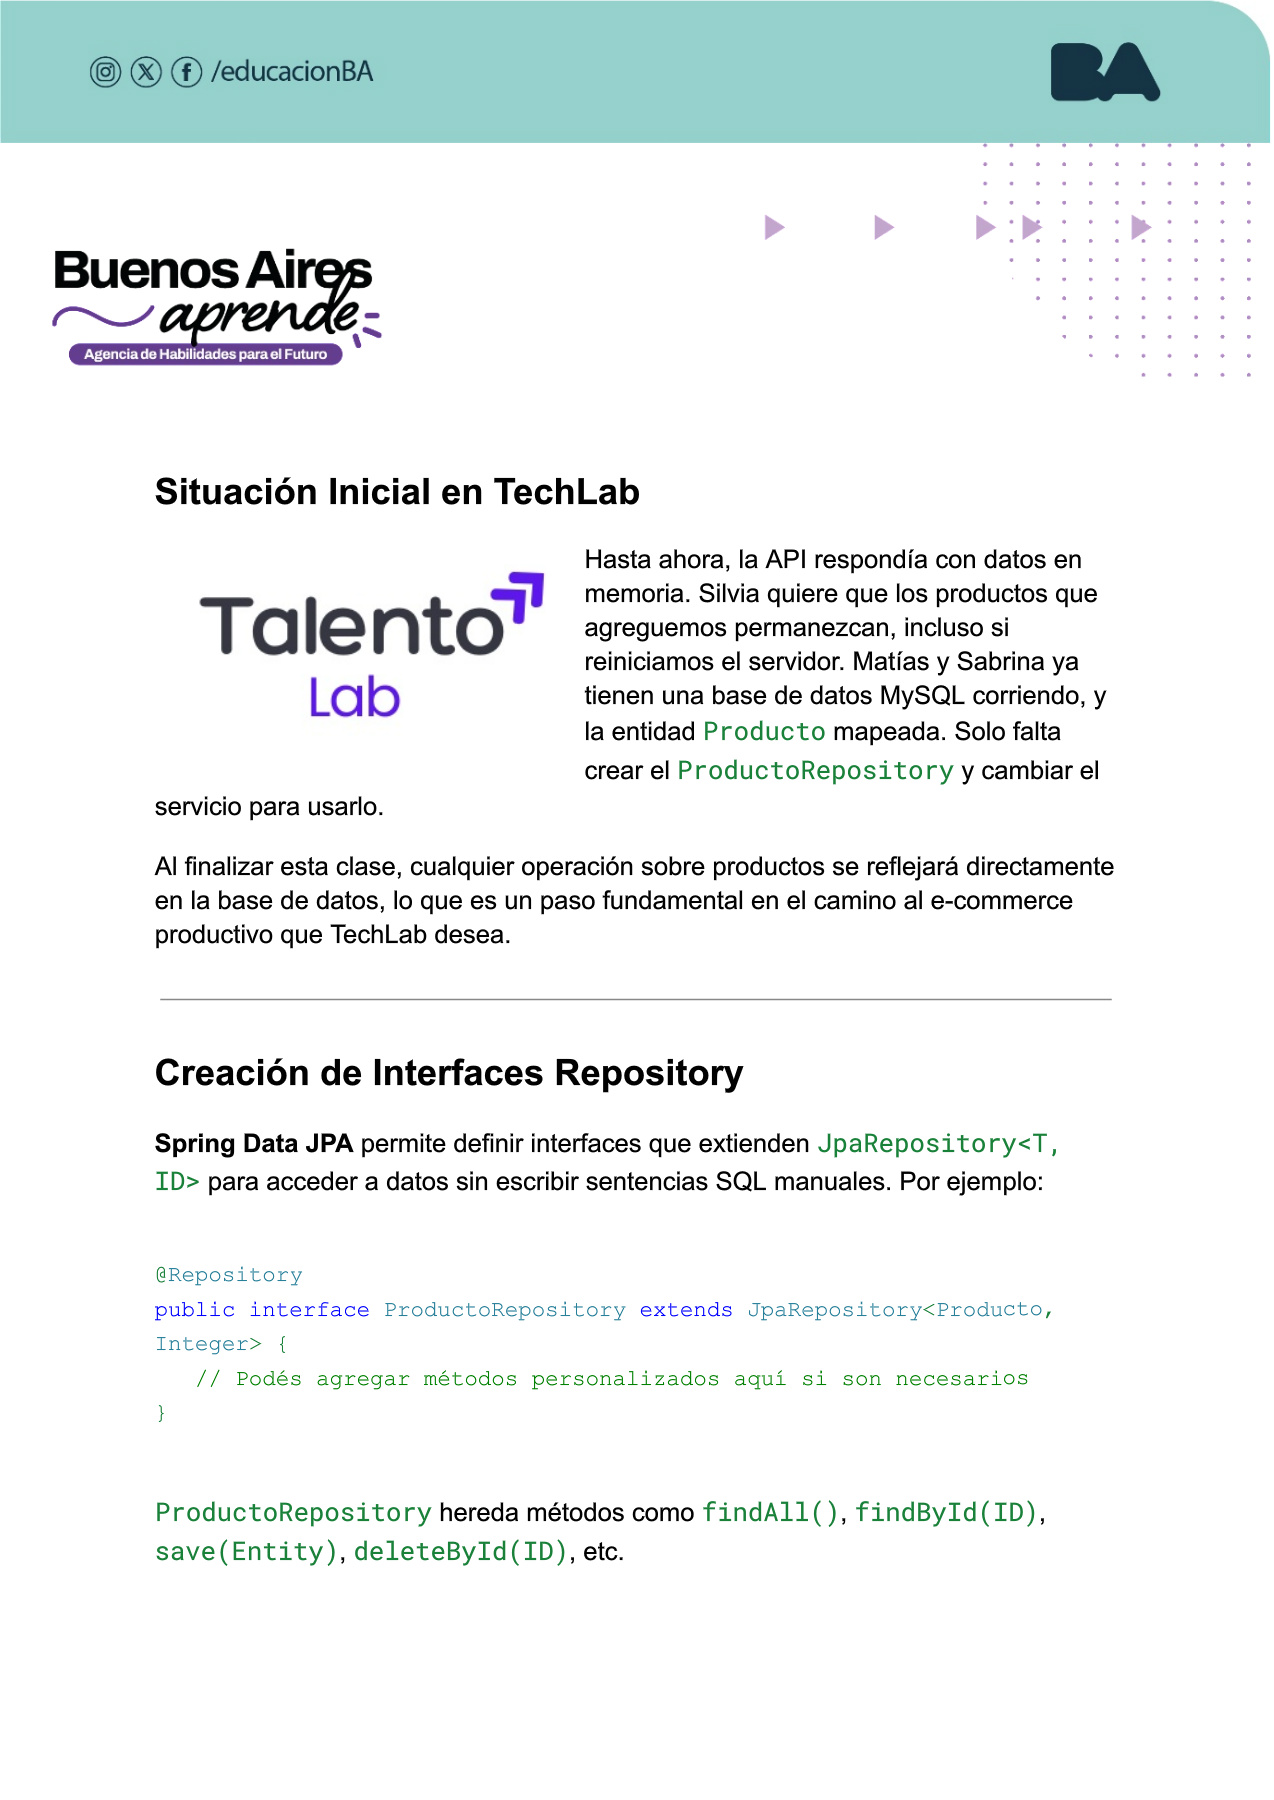 /educacionBA
BA
Buenos Aires
aprende
Agencia de Habilidades para el Futuro
Situación Inicial en TechLab
Talento
Lab
Hasta ahora, la API respondía con datos en
memoria. Silvia quiere que los productos que
agreguemos permanezcan, incluso si
reiniciamos el servidor. Matías y Sabrina ya
tienen una base de datos MySQL corriendo, y
la entidad Producto mapeada. Solo falta
crear el ProductoRepository y cambiar el
servicio para usarlo.
Al finalizar esta clase, cualquier operación sobre productos se reflejará directamente
en la base de datos, lo que es un paso fundamental en el camino al e-commerce
productivo que TechLab desea.
Creación de Interfaces Repository
Spring Data JPA permite definir interfaces que extienden JpaRepository<T,
ID> para acceder a datos sin escribir sentencias SQL manuales. Por ejemplo:
@Repository
public interface ProductoRepository extends JpaRepository<Producto,
Integer> {
// Podés agregar métodos personalizados aquí si son necesarios
}
ProductoRepository hereda métodos como findAll(), findById(ID),
save(Entity), deleteById(ID), etc.